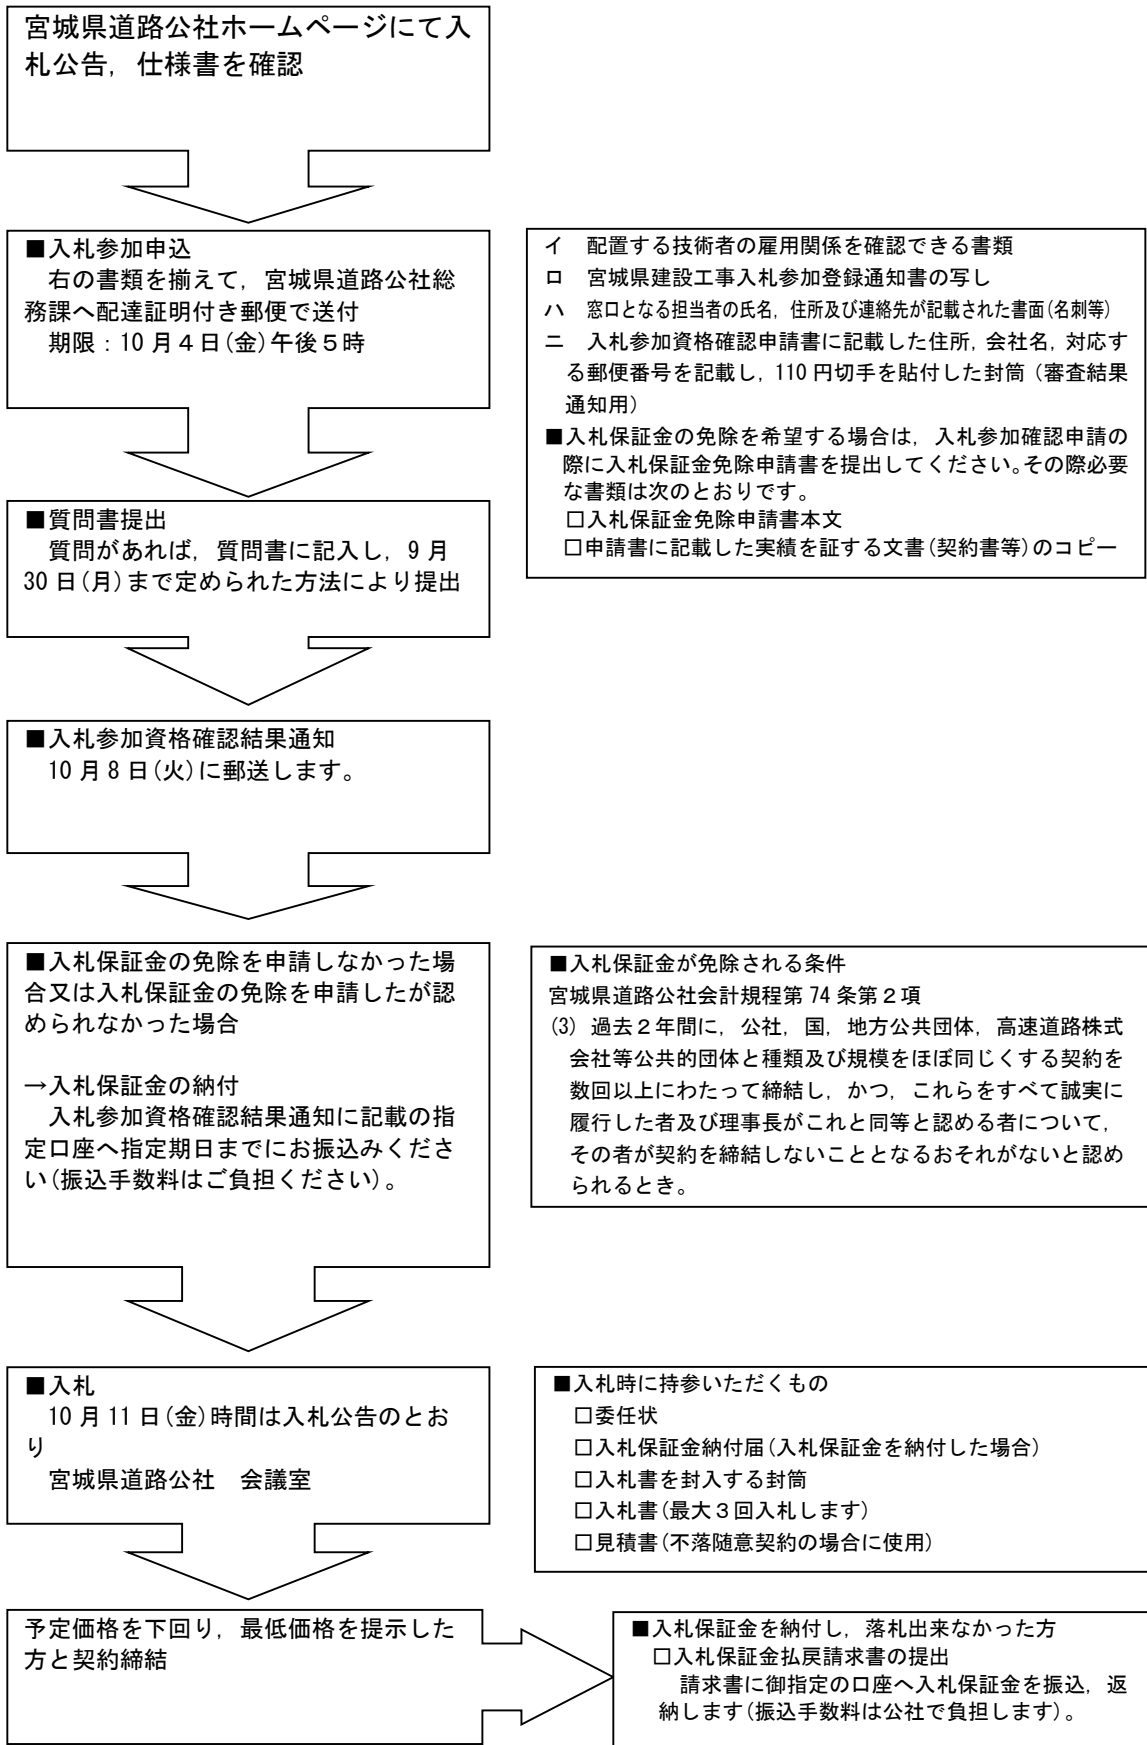 宮城県道路公社ホームページにて入
札公告，仕様書を確認
■入札参加申込
右の書類を揃えて，宮城県道路公社総
務課へ配達証明付き郵便で送付
期限：10月４日(金)午後５時
イ　配置する技術者の雇用関係を確認できる書類
ロ　宮城県建設工事入札参加登録通知書の写し
ハ　窓口となる担当者の氏名，住所及び連絡先が記載された書面(名刺等)
ニ　入札参加資格確認申請書に記載した住所，会社名，対応す
る郵便番号を記載し，110円切手を貼付した封筒（審査結果
通知用）
■入札保証金の免除を希望する場合は，入札参加確認申請の
際に入札保証金免除申請書を提出してください。その際必要
な書類は次のとおりです。
□入札保証金免除申請書本文
□申請書に記載した実績を証する文書(契約書等)のコピー
■質問書提出
質問があれば，質問書に記入し，9月
30日(月)まで定められた方法により提出
■入札参加資格確認結果通知
10月8日(火)に郵送します。
■入札保証金の免除を申請しなかった場
合又は入札保証金の免除を申請したが認
められなかった場合
→入札保証金の納付
入札参加資格確認結果通知に記載の指
定口座へ指定期日までにお振込みくださ
い(振込手数料はご負担ください)。
■入札保証金が免除される条件
宮城県道路公社会計規程第74条第２項
(3) 過去２年間に，公社，国，地方公共団体，高速道路株式
会社等公共的団体と種類及び規模をほぼ同じくする契約を
数回以上にわたって締結し，かつ，これらをすべて誠実に
履行した者及び理事長がこれと同等と認める者について，
その者が契約を締結しないこととなるおそれがないと認め
られるとき。
■入札
10月11日(金)時間は入札公告のとお
り
宮城県道路公社　会議室
■入札時に持参いただくもの
□委任状
□入札保証金納付届(入札保証金を納付した場合)
□入札書を封入する封筒
□入札書(最大３回入札します)
□見積書(不落随意契約の場合に使用)
予定価格を下回り，最低価格を提示した
方と契約締結
■入札保証金を納付し，落札出来なかった方
□入札保証金払戻請求書の提出
請求書に御指定の口座へ入札保証金を振込，返
納します(振込手数料は公社で負担します)。